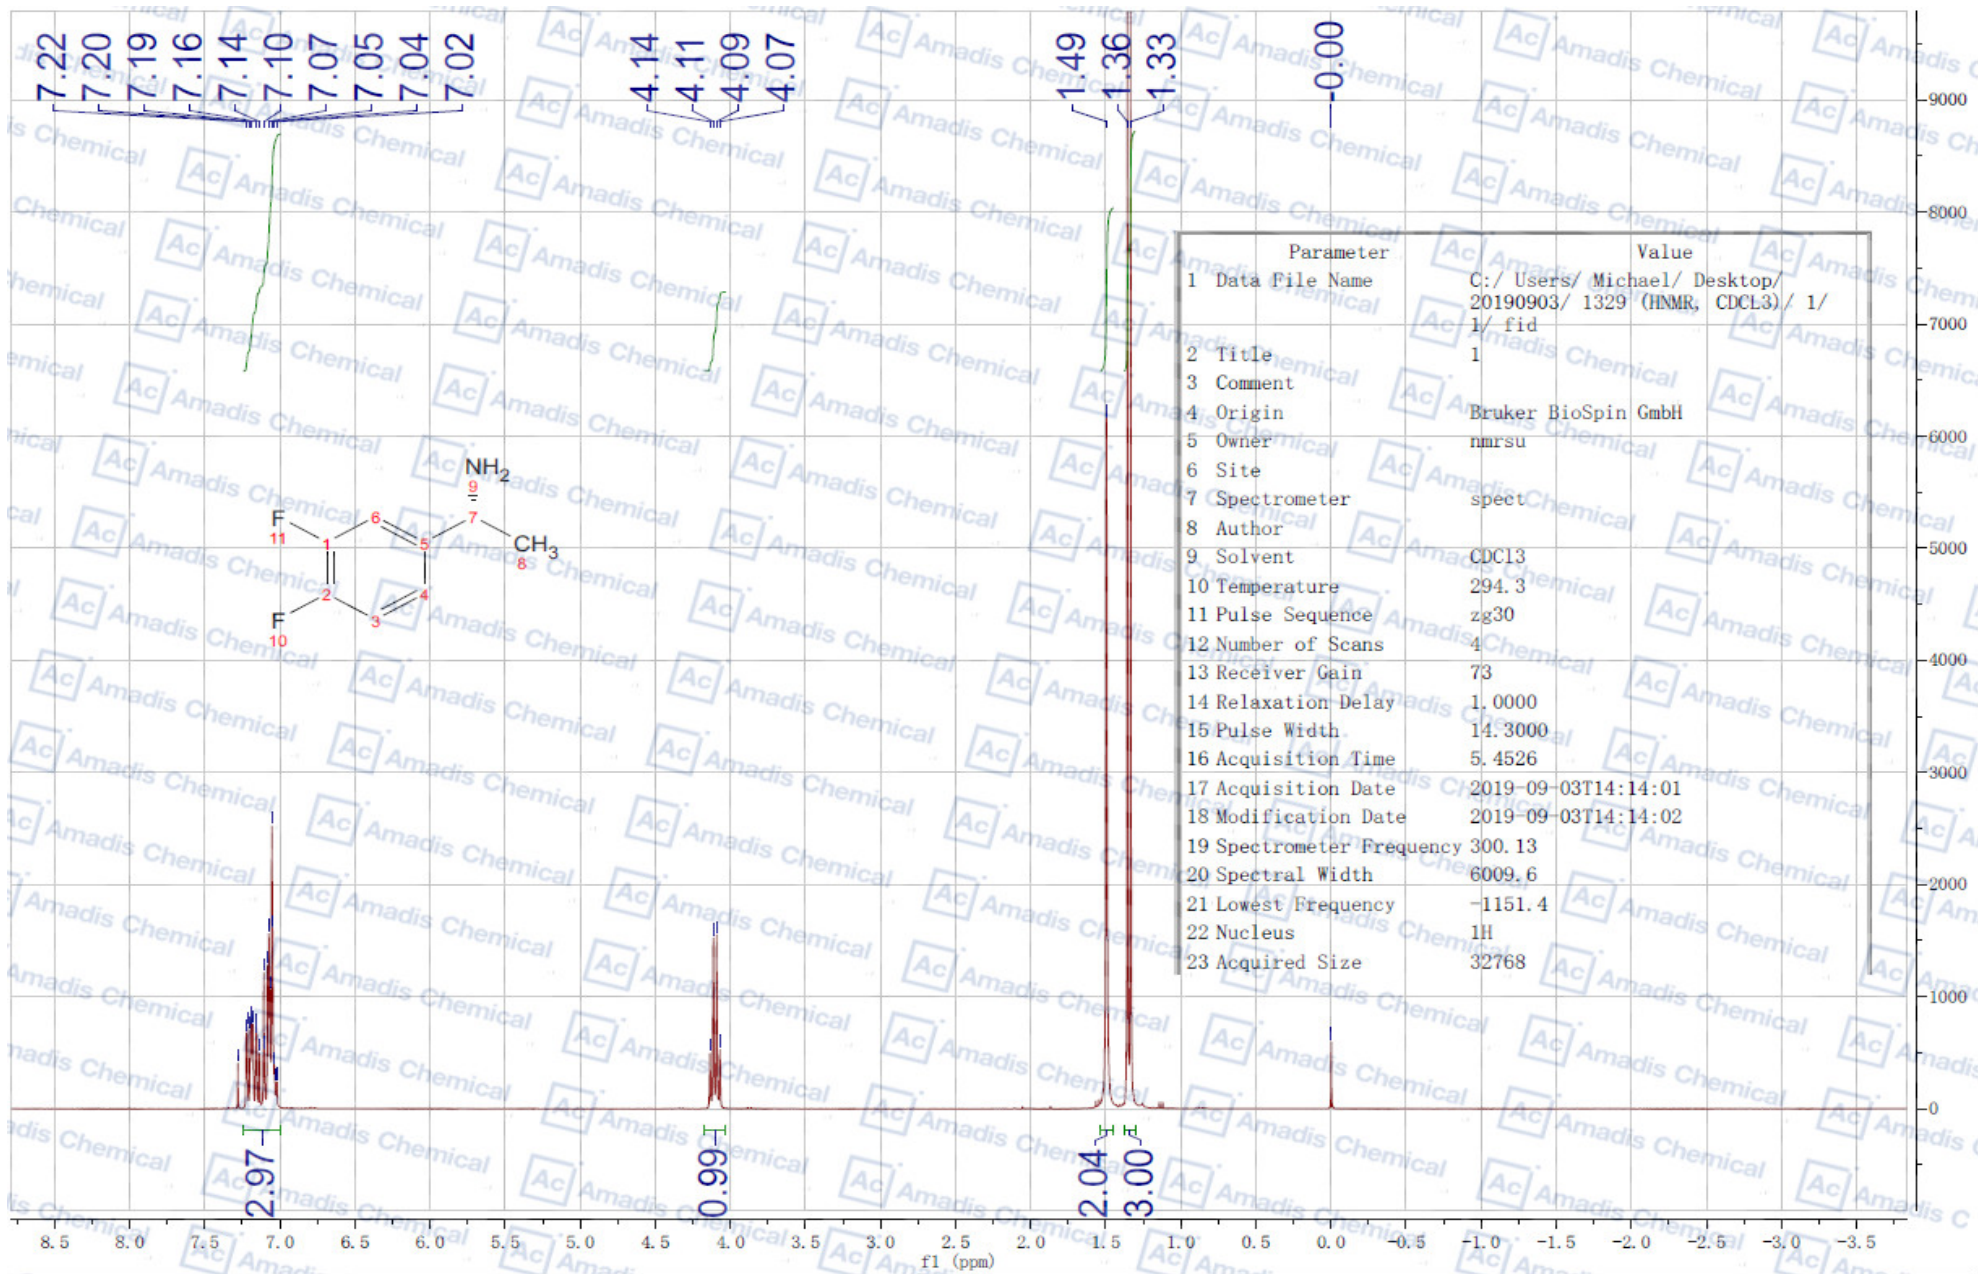 7.22
7.20
7.19
7.16
7.14
7.10
7.07
7.05
7.04
7.02
4.14
4.11
4.09
4.07
1.49
1.36
1.33
-0.00
9000
8000
7000
6000
5000
4000
3000
2000
1000
0
Parameter Value
1 Data File Name C:/ Users/ Michael/ Desktop/
20190903/ 1329 (HNMR, CDCL3)/ 1/
1/ fid
2 Title 1
3 Comment
4 Origin Bruker BioSpin GmbH
5 Owner nmrsu
6 Site
7 Spectrometer spect
8 Author
9 Solvent CDCl3
10 Temperature 294.3
11 Pulse Sequence zg30
12 Number of Scans 4
13 Receiver Gain 73
14 Relaxation Delay 1.0000
15 Pulse Width 14.3000
16 Acquisition Time 5.4526
17 Acquisition Date 2019-09-03T14:14:01
18 Modification Date 2019-09-03T14:14:02
19 Spectrometer Frequency 300.13
20 Spectral Width 6009.6
21 Lowest Frequency -1151.4
22 Nucleus 1H
23 Acquired Size 32768
NH2
9
F
11
6
7
1
5
CH3
8
2
4
F
10
3
2.97
0.99
2.04
3.00
8.5 8.0 7.5 7.0 6.5 6.0 5.5 5.0 4.5 4.0 3.5 3.0 2.5 2.0 1.5 1.0 0.5 0.0 -0.5 -1.0 -1.5 -2.0 -2.5 -3.0 -3.5
f1 (ppm)
Ac Amadis Chemical